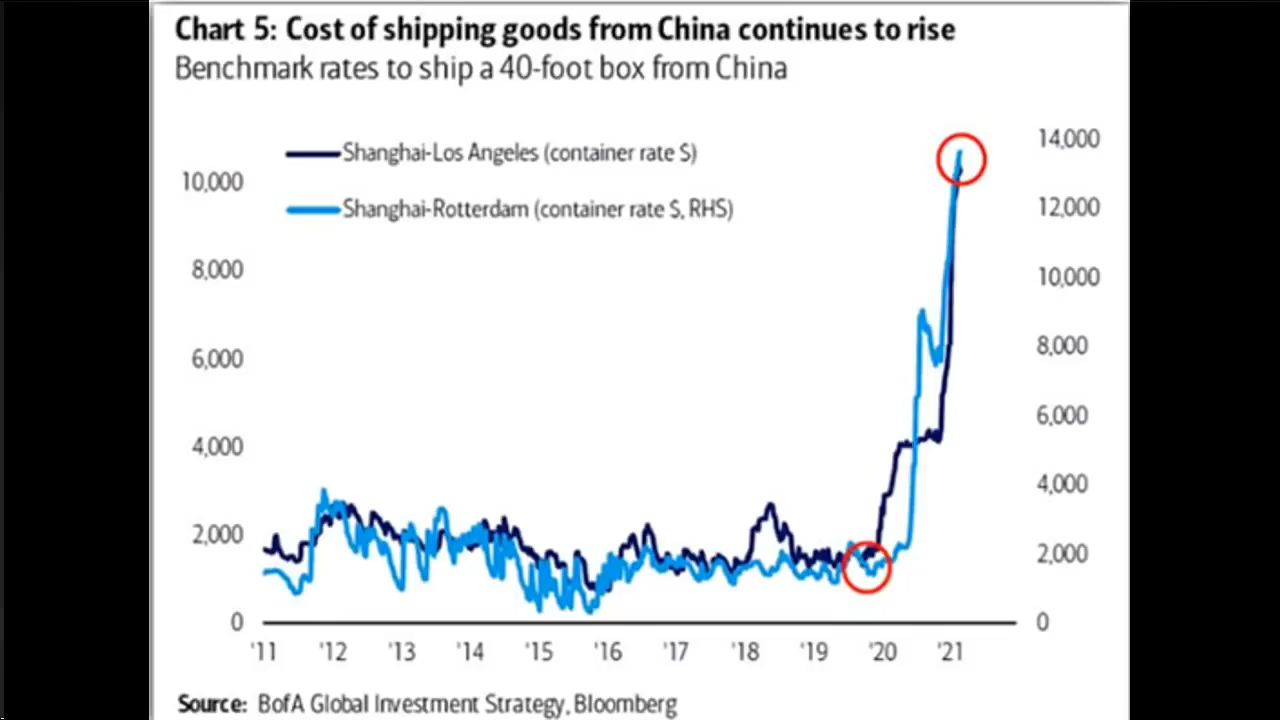 Chart 5: Cost of shipping goods from China continues to rise
Benchmark rates to ship a 40-foot box from China
Shanghai-Los Angeles (container rate $)
Shanghai-Rotterdam (container rate $, RHS)
10,000
8,000
6,000
4,000
2,000
0
14,000
12,000
10,000
8,000
6,000
4,000
2,000
0
'11 '12 '13 '14 '15 '16 '17 '18 '19 '20 '21
Source: BofA Global Investment Strategy, Bloomberg